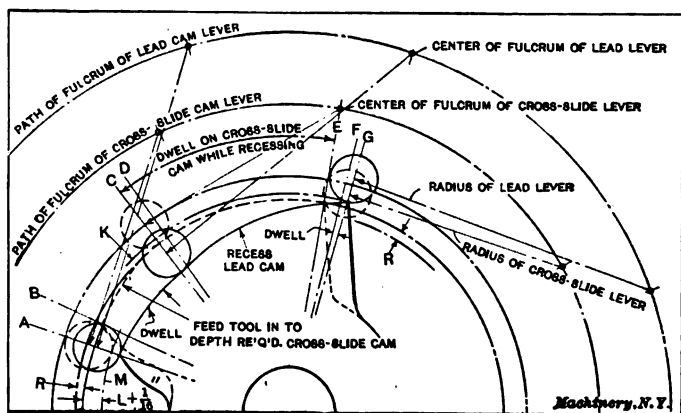 PATH OF FULCRUM OF LEAD CAM LEVER
CENTER OF FULCRUM OF LEAD LEVER
PATH OF FULCRUM OF CROSS-SLIDE CAM LEVER
CENTER OF FULCRUM OF CROSS-SLIDE LEVER
DWELL ON CROSS-SLIDE
CAM WHILE RECESSING
E
F
G
C
D
RADIUS OF LEAD LEVER
K
DWELL
RECESS
LEAD CAM
R
RADIUS OF CROSS-SLIDE LEVER
B
A
DWELL
FEED TOOL IN TO
DEPTH RE'Q'D. CROSS-SLIDE CAM
R
M
L+1/16"
Machinery, N.Y.